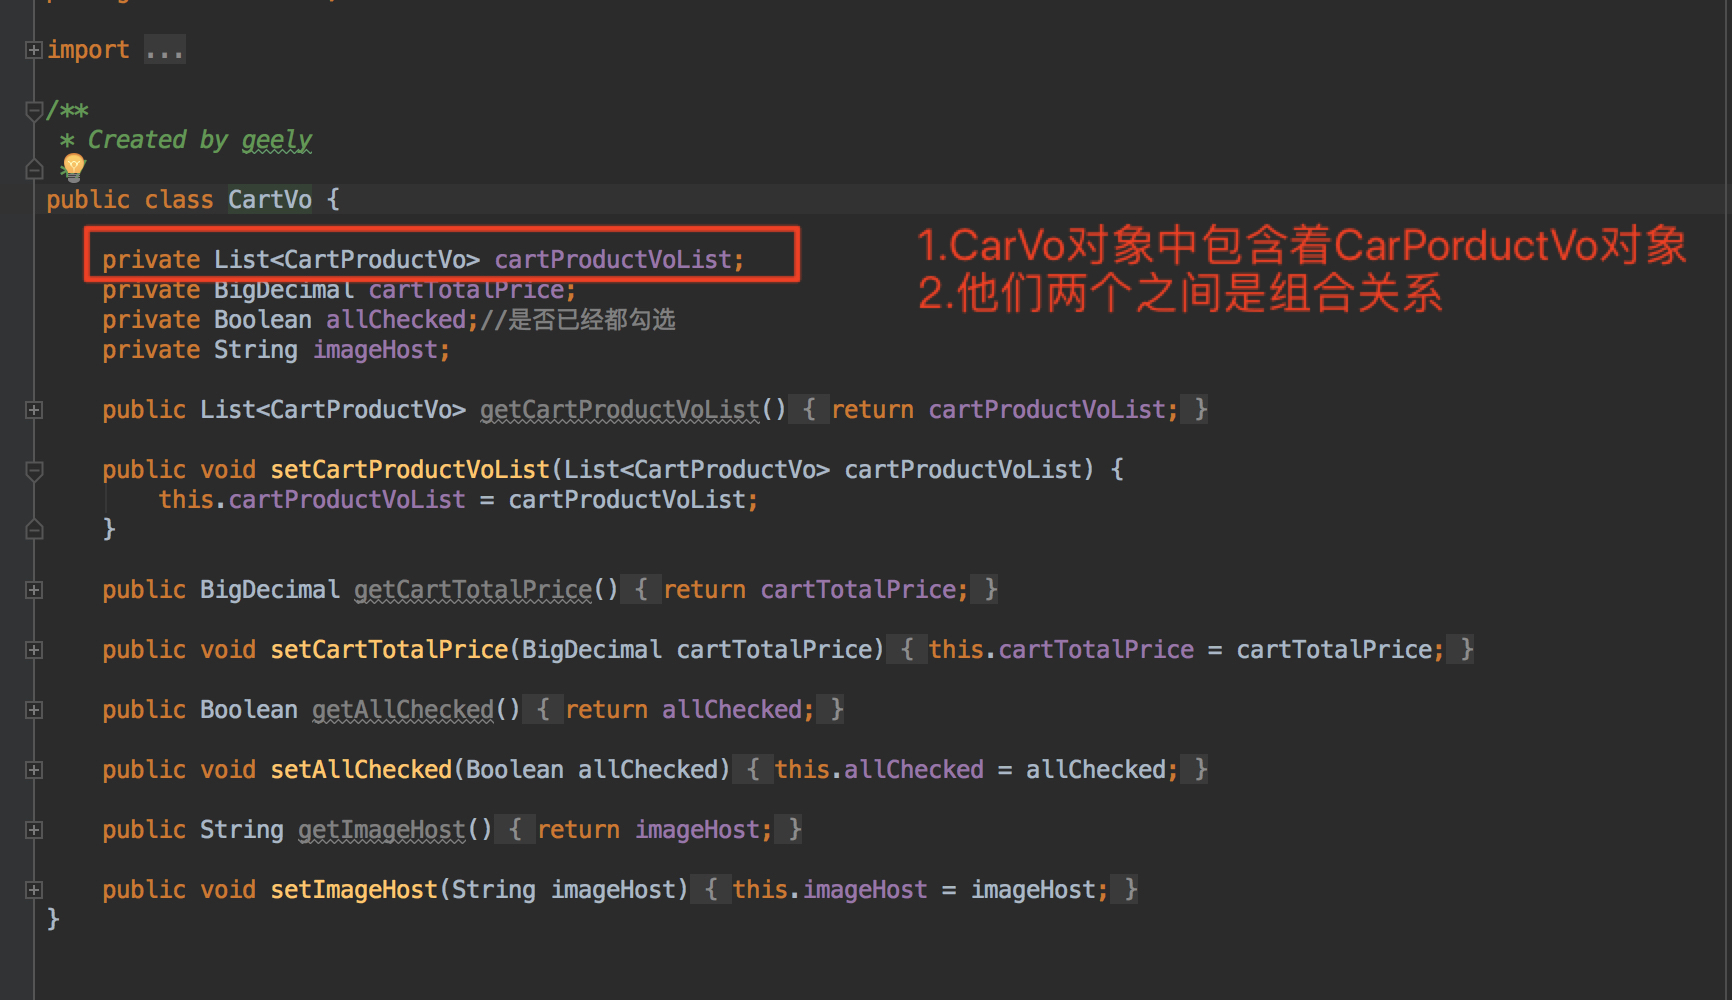 import ...
/**
* Created by geely
public class CartVo {
private List<CartProductVo> cartProductVoList;
1.CarVo对象中包含着CarPorductVo对象
2.他们两个之间是组合关系
private BigDecimal cartTotalPrice;
private Boolean allChecked;//是否已经都勾选
private String imageHost;
public List<CartProductVo> getCartProductVoList() { return cartProductVoList; }
public void setCartProductVoList(List<CartProductVo> cartProductVoList) {
this.cartProductVoList = cartProductVoList;
}
public BigDecimal getCartTotalPrice() { return cartTotalPrice; }
public void setCartTotalPrice(BigDecimal cartTotalPrice) { this.cartTotalPrice = cartTotalPrice; }
public Boolean getAllChecked() { return allChecked; }
public void setAllChecked(Boolean allChecked) { this.allChecked = allChecked; }
public String getImageHost() { return imageHost; }
public void setImageHost(String imageHost) { this.imageHost = imageHost; }
}